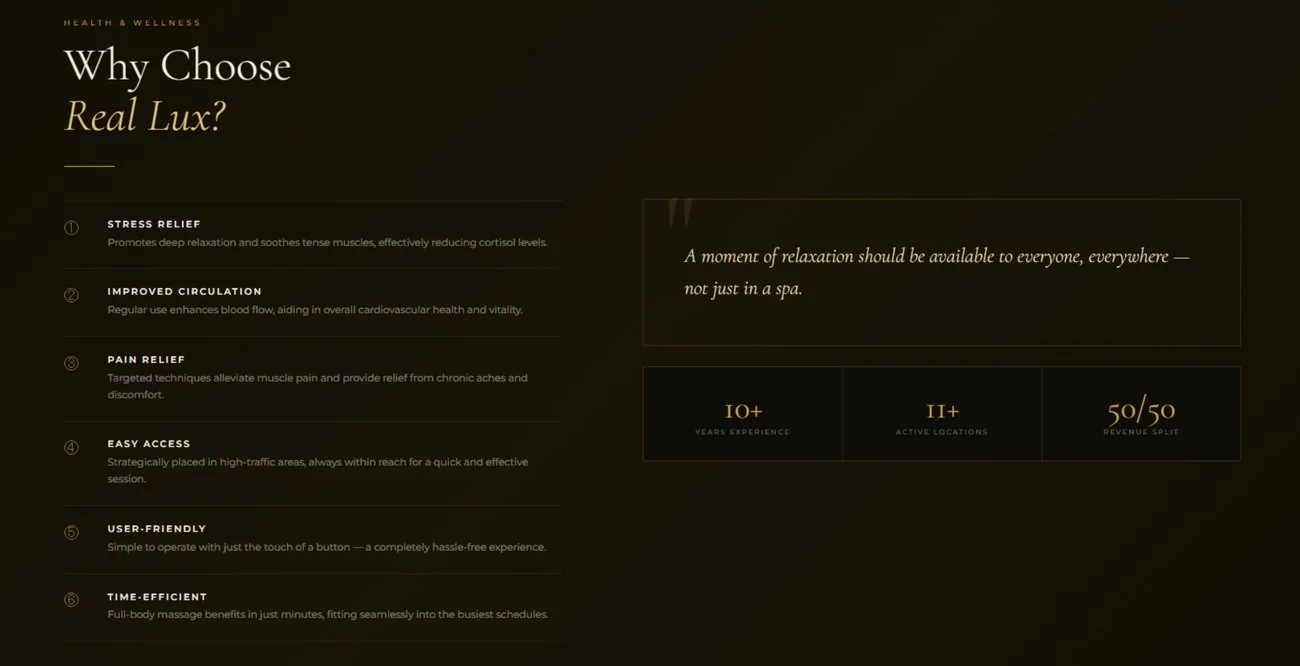 HEALTH & WELLNESS
Why Choose
Real Lux?
① STRESS RELIEF
Promotes deep relaxation and soothes tense muscles, effectively reducing cortisol levels.
② IMPROVED CIRCULATION
Regular use enhances blood flow, aiding in overall cardiovascular health and vitality.
③ PAIN RELIEF
Targeted techniques alleviate muscle pain and provide relief from chronic aches and
discomfort.
④ EASY ACCESS
Strategically placed in high-traffic areas, always within reach for a quick and effective
session.
⑤ USER-FRIENDLY
Simple to operate with just the touch of a button — a completely hassle-free experience.
⑥ TIME-EFFICIENT
Full-body massage benefits in just minutes, fitting seamlessly into the busiest schedules.
"
A moment of relaxation should be available to everyone, everywhere —
not just in a spa.
10+
YEARS EXPERIENCE
11+
ACTIVE LOCATIONS
50/50
REVENUE SPLIT